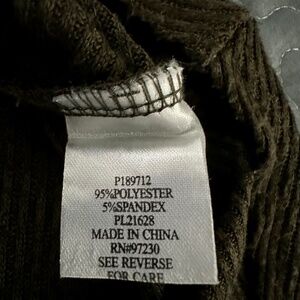 P189712
95%POLYESTER
5%SPANDEX
PL21628
MADE IN CHINA
RN#97230
SEE REVERSE
FOR CARE